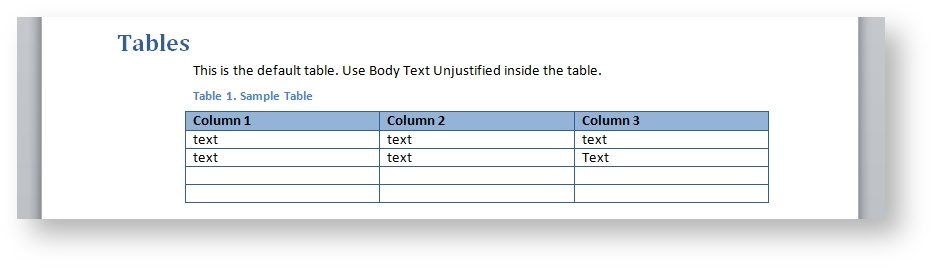 Tables
This is the default table. Use Body Text Unjustified inside the table.
Table 1. Sample Table
Column 1 Column 2 Column 3
text text text
text text Text